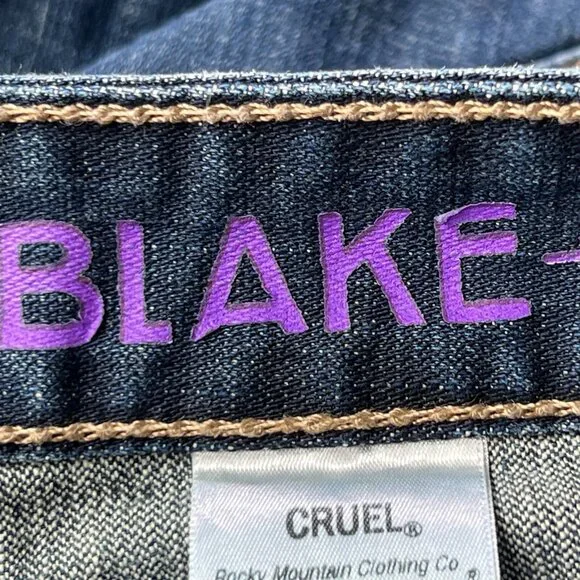 BLAKE-
CRUEL®
Rocky Mountain Clothing Co ®